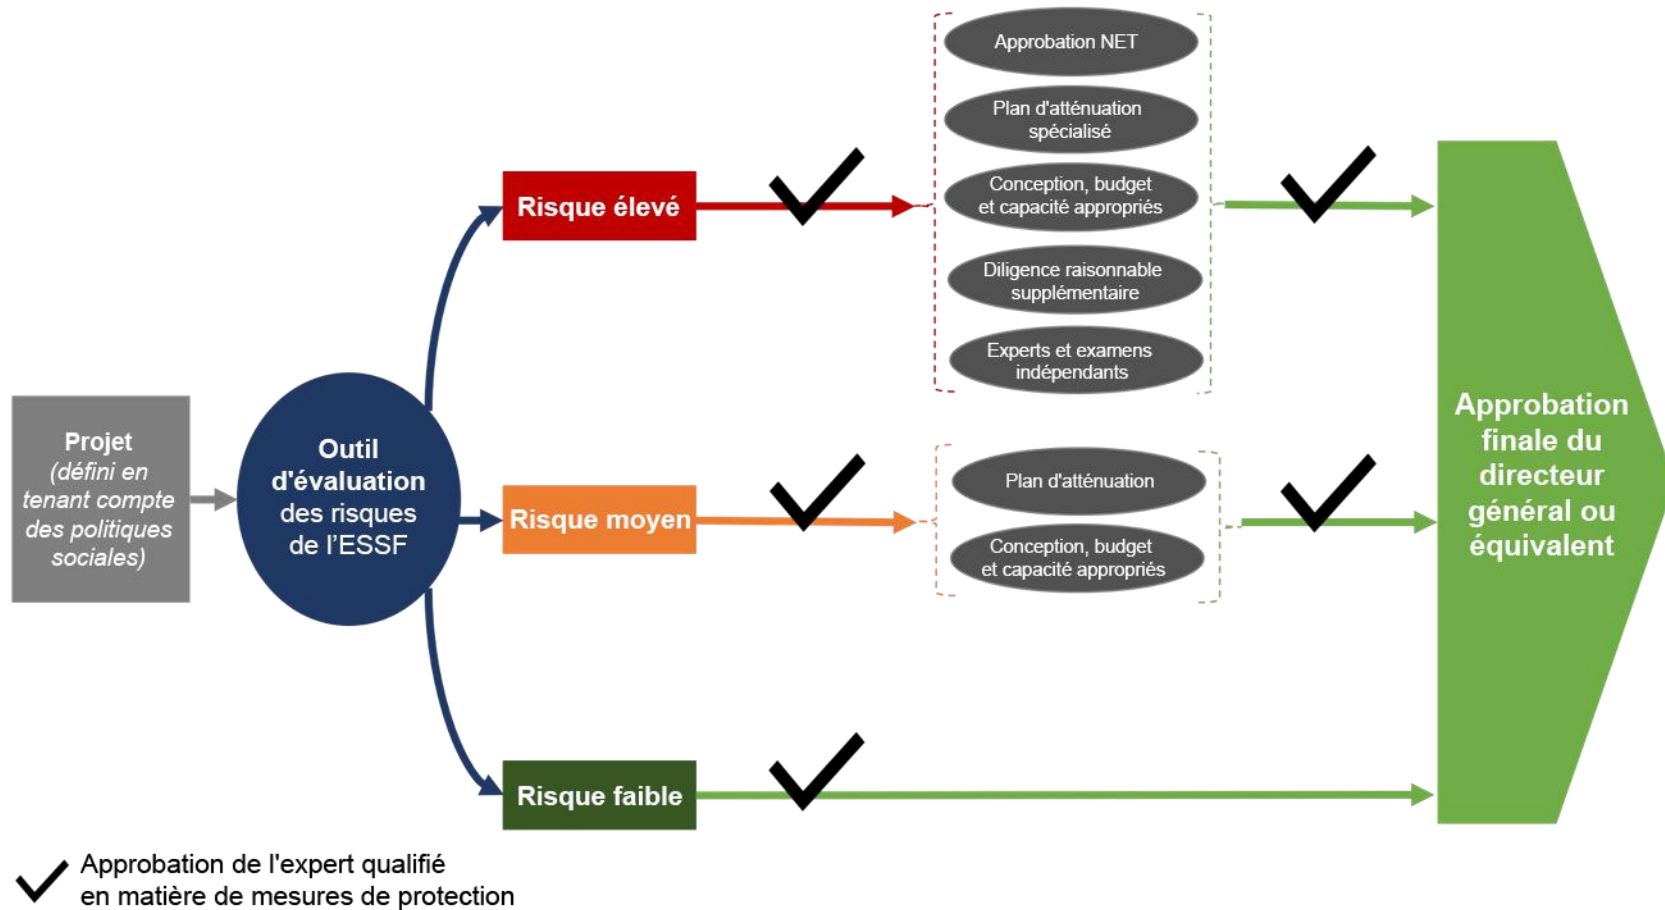 Projet
(défini en
tenant compte
des politiques
sociales)
Outil
d'évaluation
des risques
de l'ESSF
Risque élevé
Approbation NET
Plan d'atténuation
spécialisé
Conception, budget
et capacité appropriés
Diligence raisonnable
supplémentaire
Experts et examens
indépendants
Risque moyen
Plan d'atténuation
Conception, budget
et capacité appropriés
Risque faible
Approbation
finale du
directeur
général ou
équivalent
Approbation de l'expert qualifié
en matière de mesures de protection